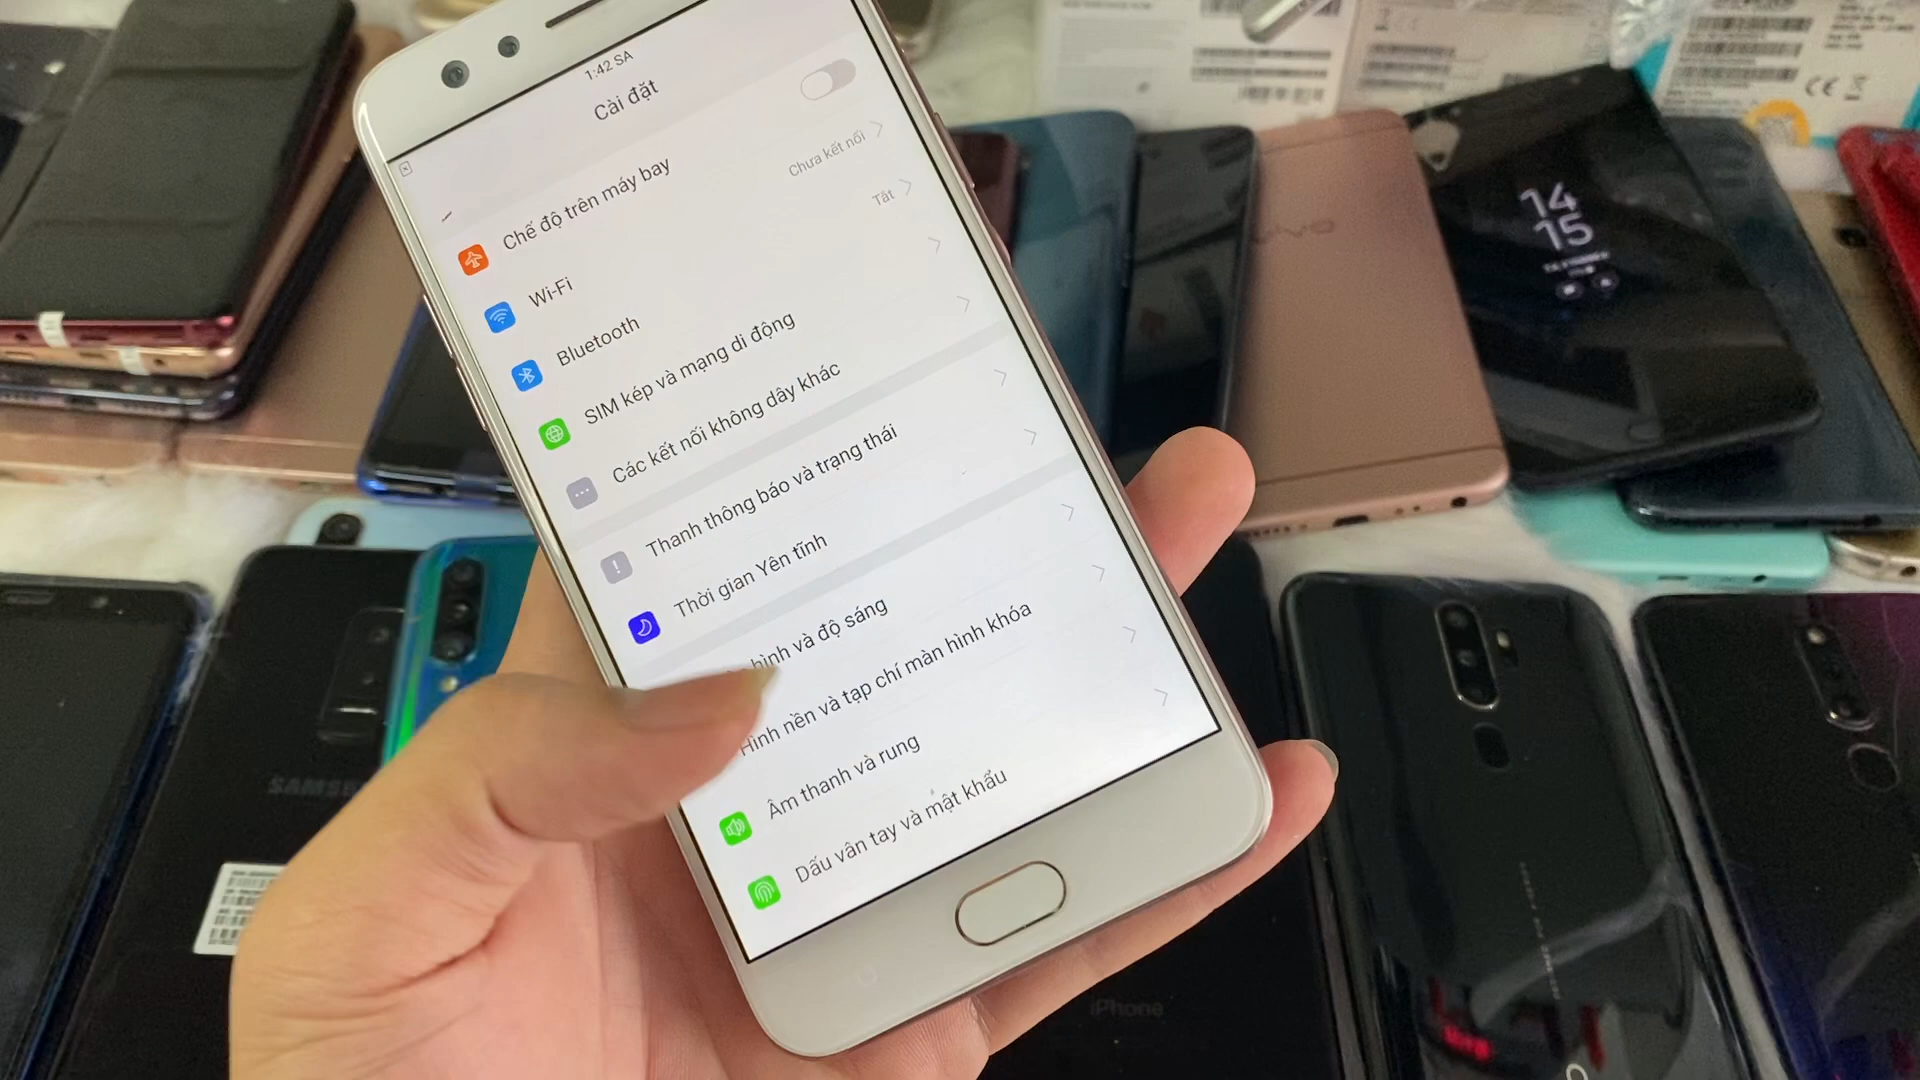 1:42 SA
Cài đặt
Chế độ trên máy bay
Wi-Fi
Chưa kết nối
Bluetooth
Tắt
SIM kép và mạng di động
Các kết nối không dây khác
Thanh thông báo và trạng thái
Thời gian Yên tĩnh
hình và độ sáng
Hình nền và tạp chí màn hình khóa
Âm thanh và rung
Dấu vân tay và mật khẩu
14
15
vivo
CE
SAMS
iPhone